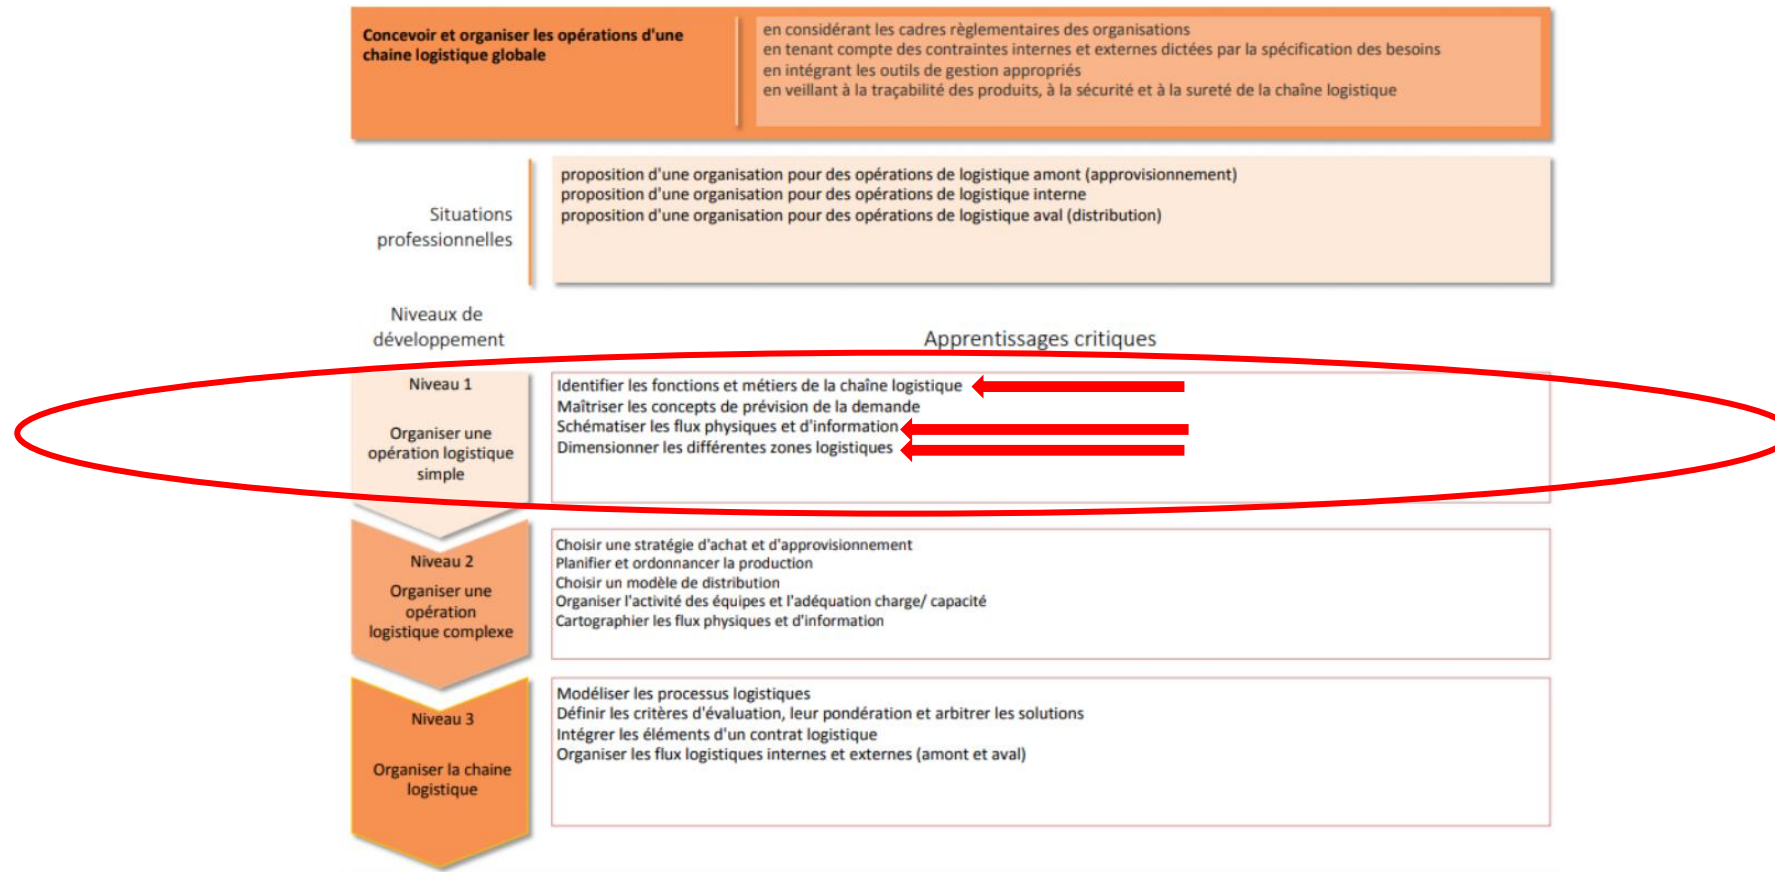 Concevoir et organiser les opérations d'une
chaine logistique globale
en considérant les cadres règlementaires des organisations
en tenant compte des contraintes internes et externes dictées par la spécification des besoins
en intégrant les outils de gestion appropriés
en veillant à la traçabilité des produits, à la sécurité et à la sureté de la chaîne logistique
Situations
professionnelles
proposition d'une organisation pour des opérations de logistique amont (approvisionnement)
proposition d'une organisation pour des opérations de logistique interne
proposition d'une organisation pour des opérations de logistique aval (distribution)
Niveaux de
développement
Apprentissages critiques
Niveau 1
Organiser une
opération logistique
simple
Identifier les fonctions et métiers de la chaîne logistique
Maîtriser les concepts de prévision de la demande
Schématiser les flux physiques et d'information
Dimensionner les différentes zones logistiques
Niveau 2
Organiser une
opération
logistique complexe
Choisir une stratégie d'achat et d'approvisionnement
Planifier et ordonnancer la production
Choisir un modèle de distribution
Organiser l'activité des équipes et l'adéquation charge/ capacité
Cartographier les flux physiques et d'information
Niveau 3
Organiser la chaine
logistique
Modéliser les processus logistiques
Définir les critères d'évaluation, leur pondération et arbitrer les solutions
Intégrer les éléments d'un contrat logistique
Organiser les flux logistiques internes et externes (amont et aval)